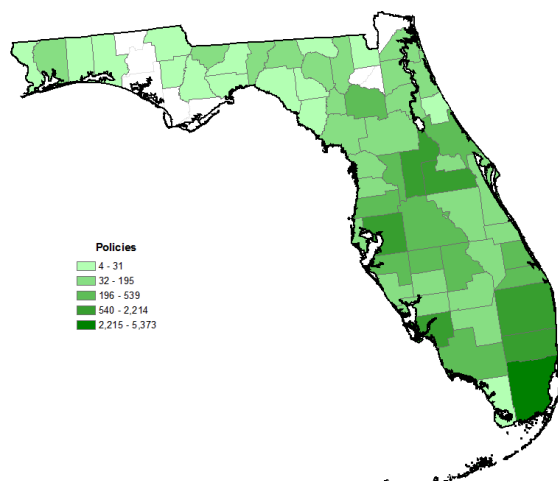 Policies
4 - 31
32 - 195
196 - 539
540 - 2,214
2,215 - 5,373